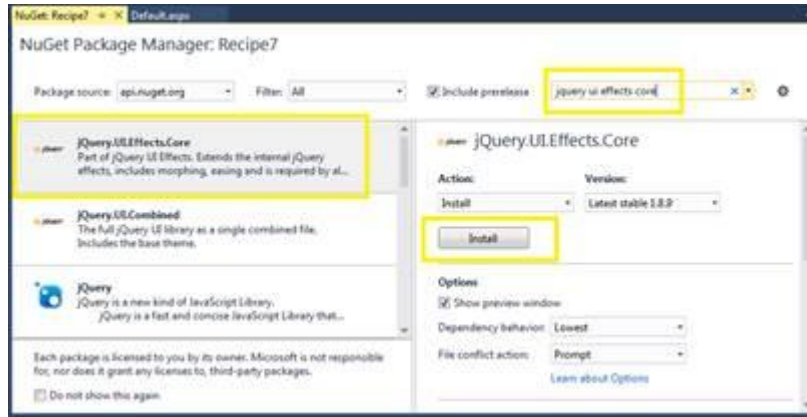 NuGet: Recipe7
Default.aspx
NuGet Package Manager: Recipe7
Package source: api.nuget.org
Filter: All
Include prerelease
jquery ui effects core
jQuery.UI.Effects.Core
Part of jQuery UI Effects. Extends the internal jQuery
effects, includes morphing, easing and is required by al...
jQuery.UI.Combined
The full jQuery UI library as a single combined file.
Includes the base theme.
jQuery
jQuery is a new kind of JavaScript Library.
jQuery is a fast and concise JavaScript Library that...
Each package is licensed to you by its owner. Microsoft is not responsible
for, nor does it grant any licenses to, third-party packages.
Do not show this again
jQuery.UI.Effects.Core
Action:
Version:
Install
Latest stable 1.8.9
Install
Options
Show preview window
Dependency behavior: Lowest
File conflict action: Prompt
Learn about Options